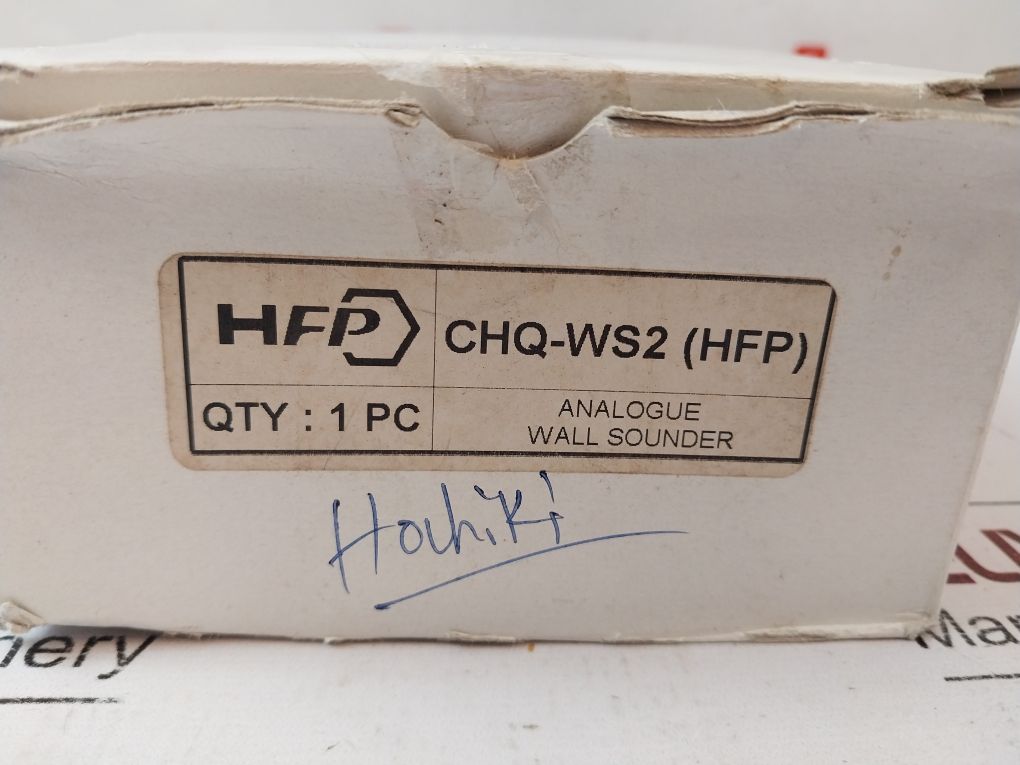 HFP
CHQ-WS2 (HFP)
QTY : 1 PC
ANALOGUE
WALL SOUNDER
Hochiki